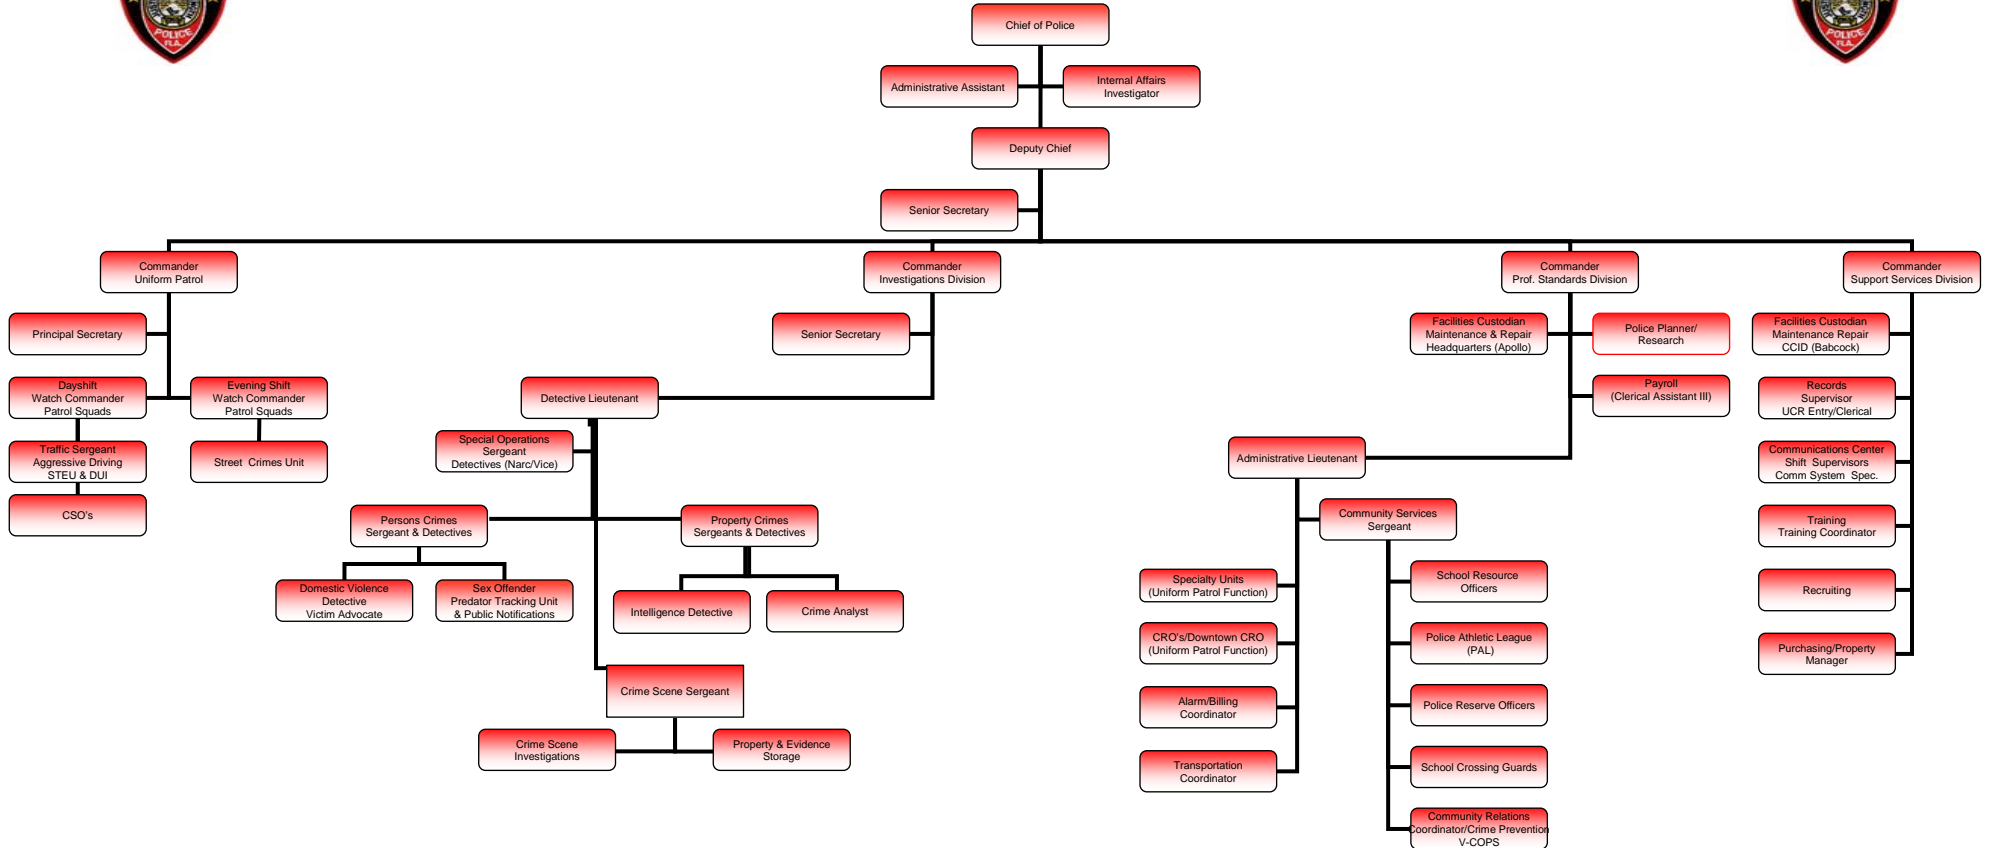 POLICE
FLA.
POLICE
FLA.
Chief of Police
Administrative Assistant
Internal Affairs
Investigator
Deputy Chief
Senior Secretary
Commander
Uniform Patrol
Commander
Investigations Division
Commander
Prof. Standards Division
Commander
Support Services Division
Principal Secretary
Senior Secretary
Facilities Custodian
Maintenance & Repair
Headquarters (Apollo)
Police Planner/
Research
Facilities Custodian
Maintenance Repair
CCID (Babcock)
Dayshift
Watch Commander
Patrol Squads
Evening Shift
Watch Commander
Patrol Squads
Detective Lieutenant
Payroll
(Clerical Assistant III)
Records
Supervisor
UCR Entry/Clerical
Traffic Sergeant
Aggressive Driving
STEU & DUI
Street Crimes Unit
Special Operations
Sergeant
Detectives (Narc/Vice)
Administrative Lieutenant
Communications Center
Shift Supervisors
Comm System Spec.
CSO's
Persons Crimes
Sergeant & Detectives
Property Crimes
Sergeants & Detectives
Community Services
Sergeant
Training
Training Coordinator
Domestic Violence
Detective
Victim Advocate
Sex Offender
Predator Tracking Unit
& Public Notifications
Intelligence Detective
Crime Analyst
Specialty Units
(Uniform Patrol Function)
School Resource
Officers
Recruiting
CRO's/Downtown CRO
(Uniform Patrol Function)
Police Athletic League
(PAL)
Purchasing/Property
Manager
Crime Scene Sergeant
Alarm/Billing
Coordinator
Police Reserve Officers
Crime Scene
Investigations
Property & Evidence
Storage
Transportation
Coordinator
School Crossing Guards
Community Relations
Coordinator/Crime Prevention
V-COPS